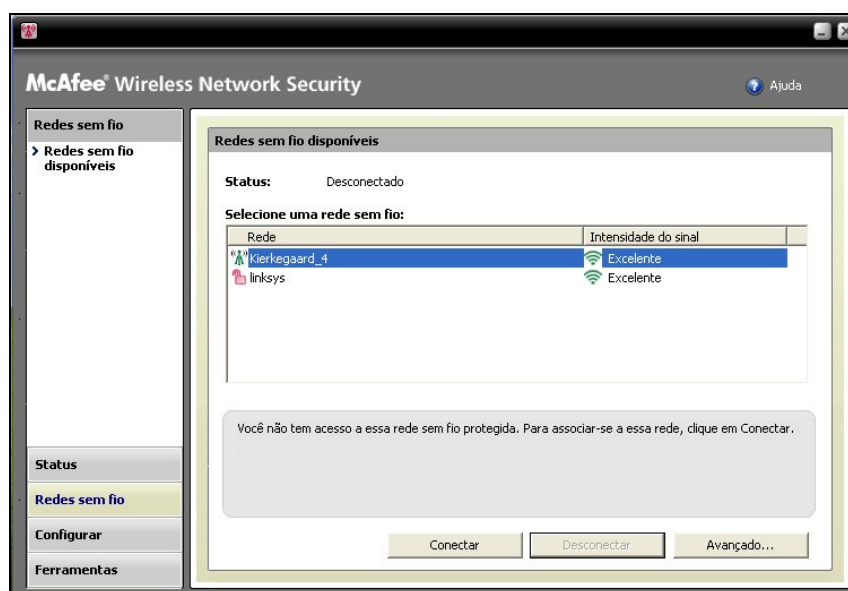 McAfee® Wireless Network Security
Ajuda
Redes sem fio
Redes sem fio
disponíveis
Status
Redes sem fio
Configurar
Ferramentas
Redes sem fio disponíveis
Status: Desconectado
Selecione uma rede sem fio:
Rede Intensidade do sinal
Kierkegaard_4 Excelente
linksys Excelente
Você não tem acesso a essa rede sem fio protegida. Para associar-se a essa rede, clique em Conectar.
Conectar Desconectar Avançado...